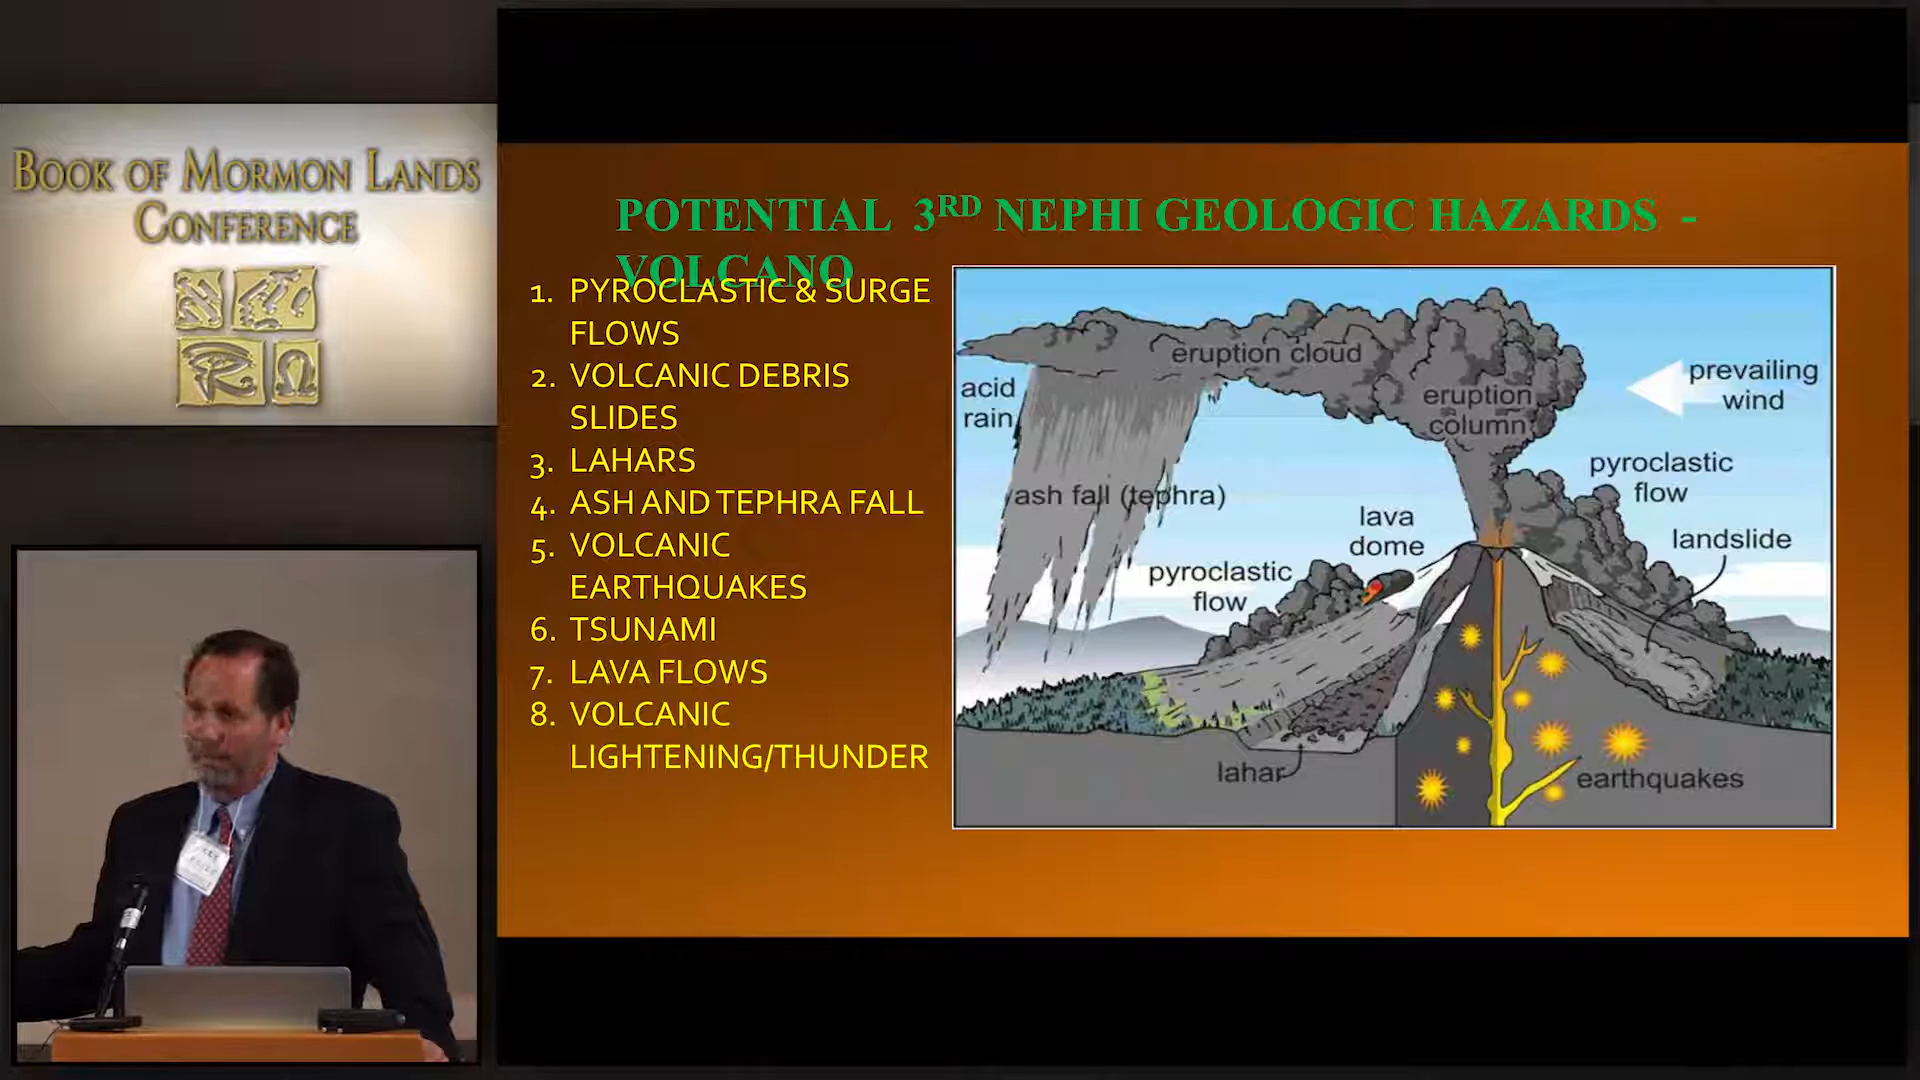 BOOK OF MORMON LANDS
CONFERENCE
POTENTIAL 3RD NEPHI GEOLOGIC HAZARDS -
VOLCANO
1. PYROCLASTIC & SURGE
FLOWS
2. VOLCANIC DEBRIS
SLIDES
3. LAHARS
4. ASH AND TEPHRA FALL
5. VOLCANIC
EARTHQUAKES
6. TSUNAMI
7. LAVA FLOWS
8. VOLCANIC
LIGHTENING/THUNDER
eruption cloud
acid
rain
eruption
column
prevailing
wind
pyroclastic
flow
ash fall (tephra)
lava
dome
landslide
pyroclastic
flow
lahar
earthquakes